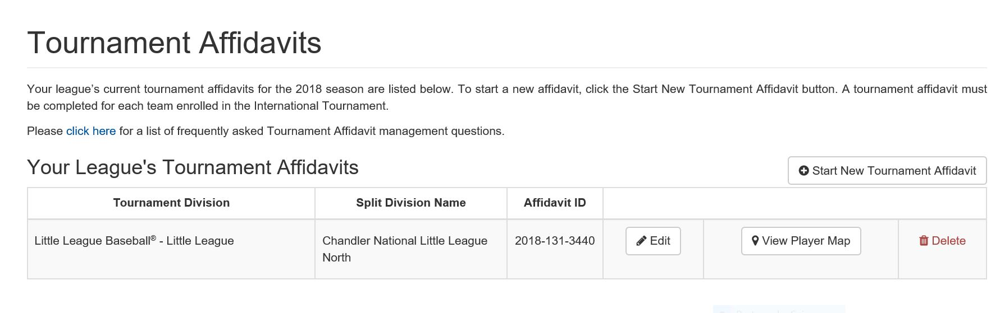 Tournament Affidavits
Your league’s current tournament affidavits for the 2018 season are listed below. To start a new affidavit, click the Start New Tournament Affidavit button. A tournament affidavit must
be completed for each team enrolled in the International Tournament.
Please click here for a list of frequently asked Tournament Affidavit management questions.
Your League's Tournament Affidavits
Start New Tournament Affidavit
Tournament Division Split Division Name Affidavit ID
Little League Baseball® - Little League Chandler National Little League 2018-131-3440 Edit View Player Map Delete
North